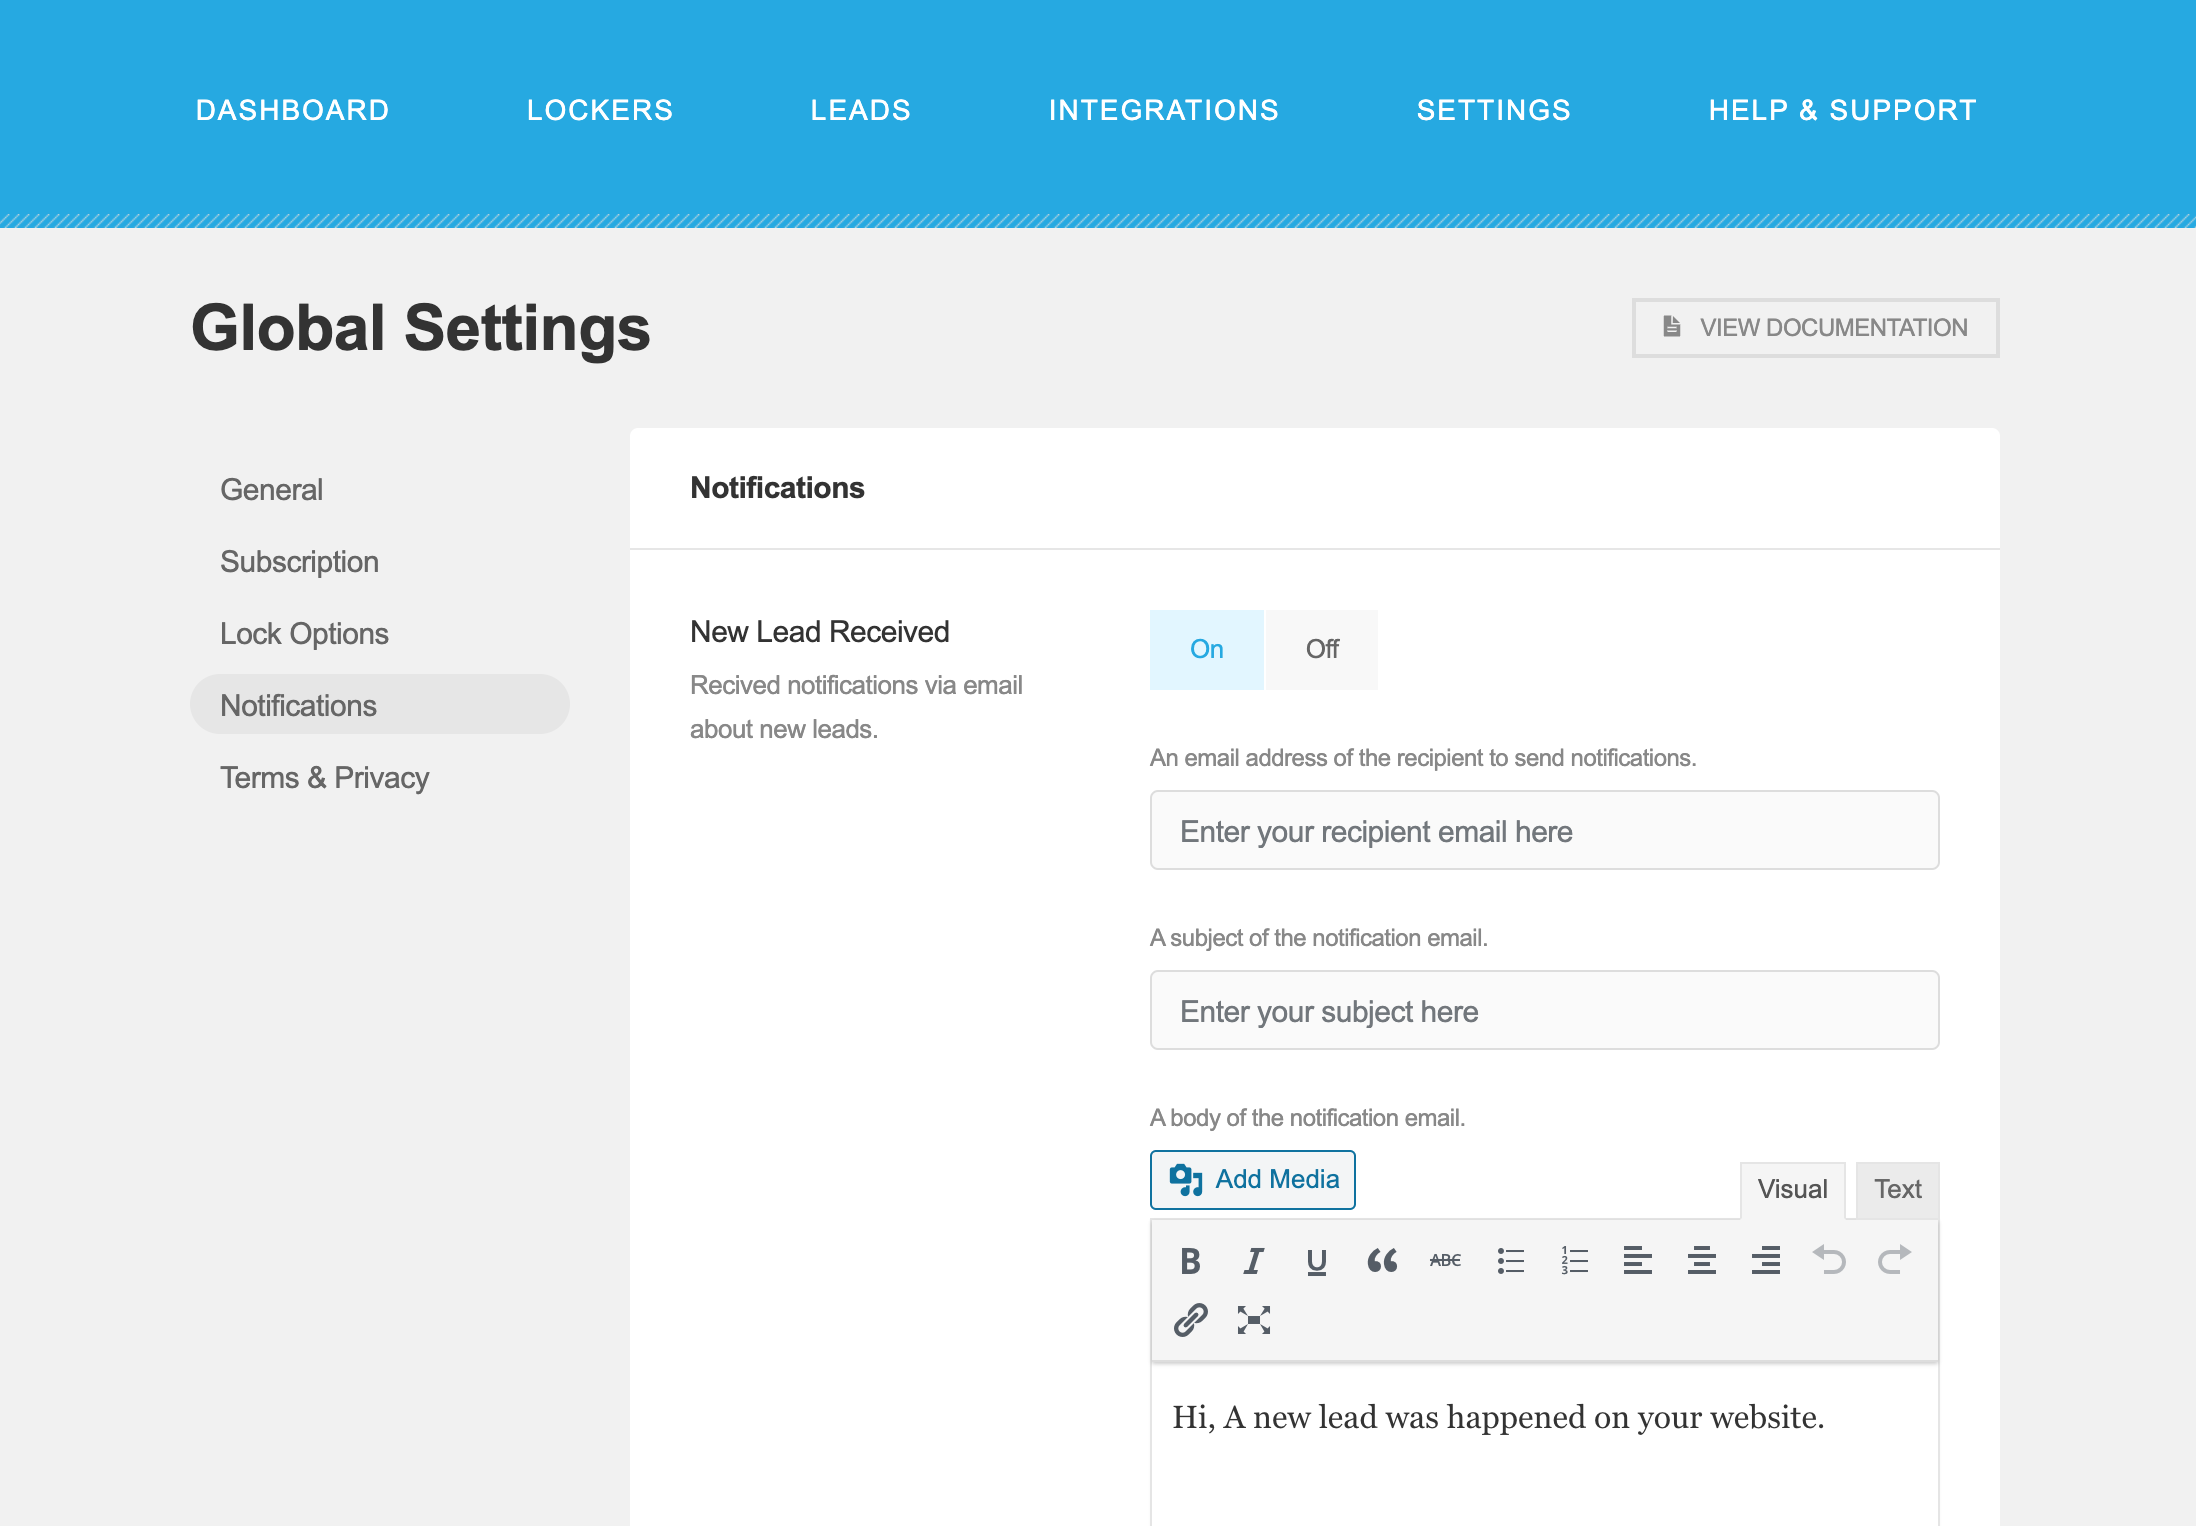 DASHBOARD LOCKERS LEADS INTEGRATIONS SETTINGS HELP & SUPPORT
Global Settings
VIEW DOCUMENTATION
General
Subscription
Lock Options
Notifications
Terms & Privacy
Notifications
New Lead Received
Recived notifications via email
about new leads.
On Off
An email address of the recipient to send notifications.
Enter your recipient email here
A subject of the notification email.
Enter your subject here
A body of the notification email.
Add Media
Visual Text
B I U ABC 1 2 3
Hi, A new lead was happened on your website.